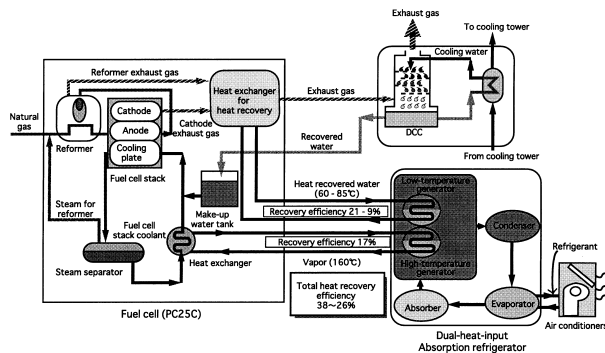 Exhaust gas
To cooling tower
Cooling water
Reformer exhaust gas
Heat exchanger
for
heat recovery
Exhaust gas
Natural
gas
Cathode
Anode
Cooling
plate
Cathode
exhaust gas
Reformer
Fuel cell stack
DCC
From cooling tower
Recovered
water
Heat recovered water
(60 - 85℃)
Low-temperature
generator
Recovery efficiency 21 - 9%
Steam for
reformer
Make-up
water tank
Fuel cell
stack coolant
Recovery efficiency 17%
Heat exchanger
Steam separator
Vapor (160℃)
High-temperature
generator
Condenser
Refrigerant
Total heat recovery
efficiency
38～26%
Absorber
Evaporator
Air conditioners
Fuel cell (PC25C)
Dual-heat-input
Absorption refrigerator